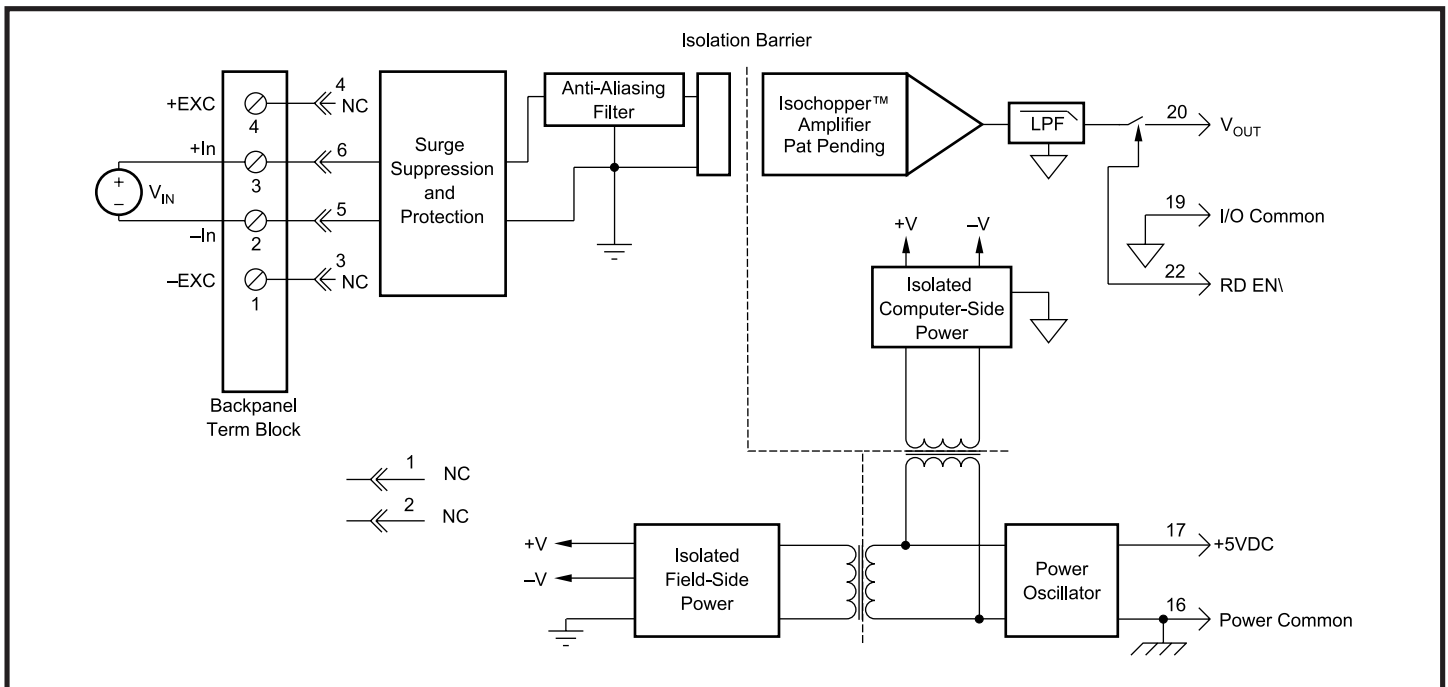 Isolation Barrier
+EXC
4
4
NC
+In
3
6
+
–
VIN
–In
2
5
–EXC
1
3
NC
Backpanel
Term Block
Surge
Suppression
and
Protection
Anti-Aliasing
Filter
Isochopper™
Amplifier
Pat Pending
LPF
20
VOUT
19
I/O Common
22
RD EN\
+V
–V
Isolated
Computer-Side
Power
1
NC
2
NC
+V
–V
Isolated
Field-Side
Power
Power
Oscillator
17
+5VDC
16
Power Common